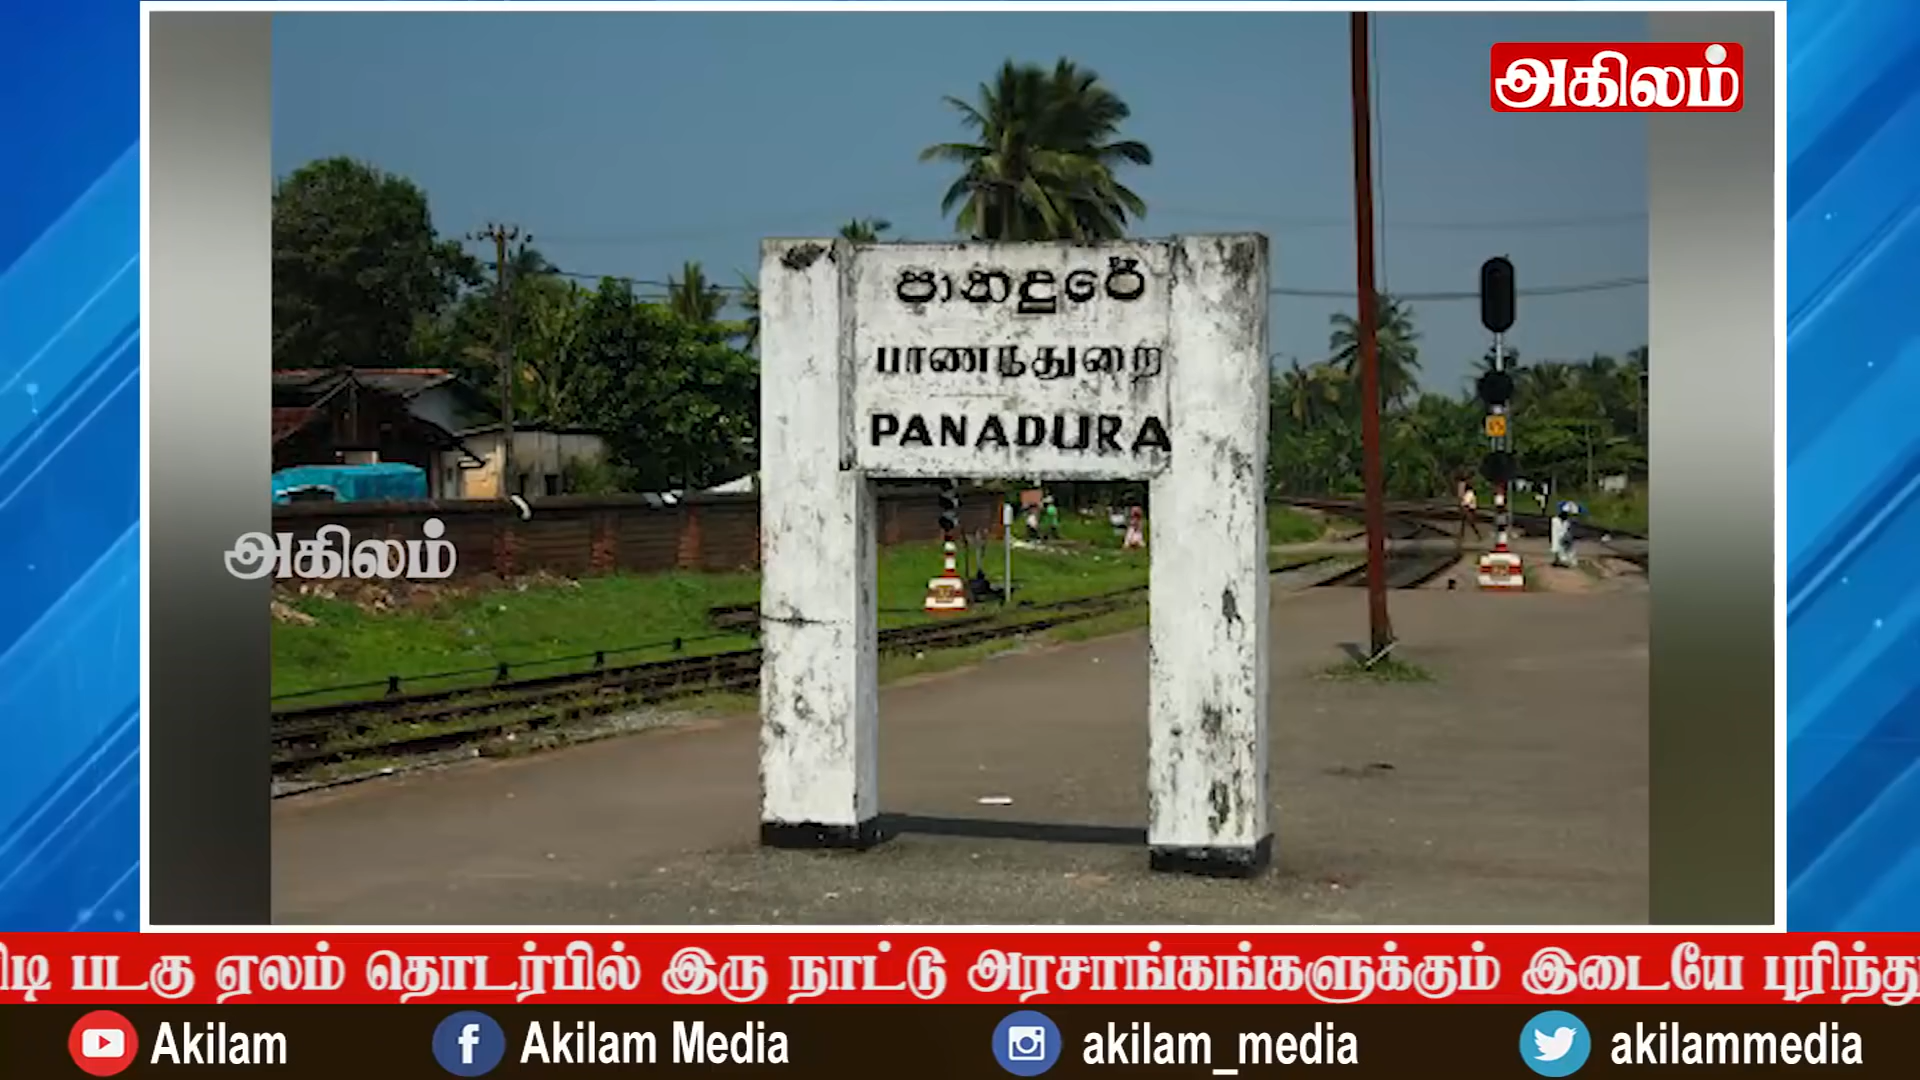 அகிலம்
පානදුරේ
பாணந்துறை
PANADURA
அகிலம்
டி படகு ஏலம் தொடர்பில் இரு நாட்டு அரசாங்கங்களுக்கும் இடையே புரிந்து
Akilam
Akilam Media
akilam_media
akilammedia